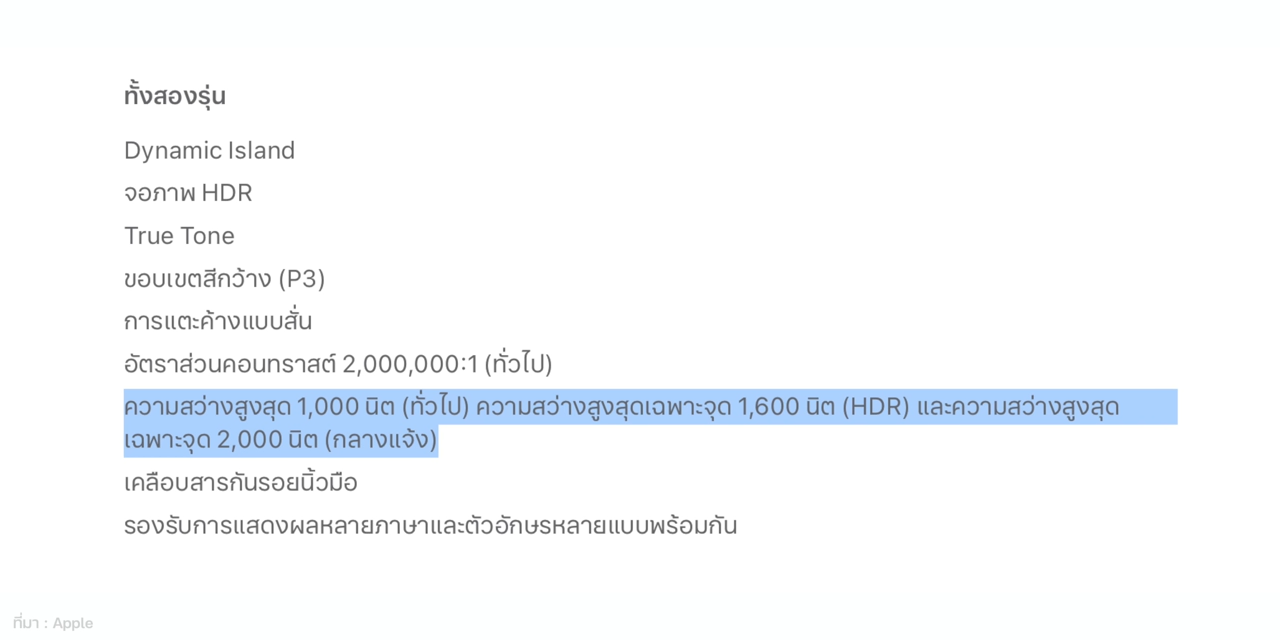 ทั้งสองรุ่น
Dynamic Island
จอภาพ HDR
True Tone
ขอบเขตสีกว้าง (P3)
การแตะค้างแบบสั่น
อัตราส่วนคอนทราสต์ 2,000,000:1 (ทั่วไป)
ความสว่างสูงสุด 1,000 นิต (ทั่วไป) ความสว่างสูงสุดเฉพาะจุด 1,600 นิต (HDR) และความสว่างสูงสุด
เฉพาะจุด 2,000 นิต (กลางแจ้ง)
เคลือบสารกันรอยนิ้วมือ
รองรับการแสดงผลหลายภาษาและตัวอักษรหลายแบบพร้อมกัน
ที่มา : Apple